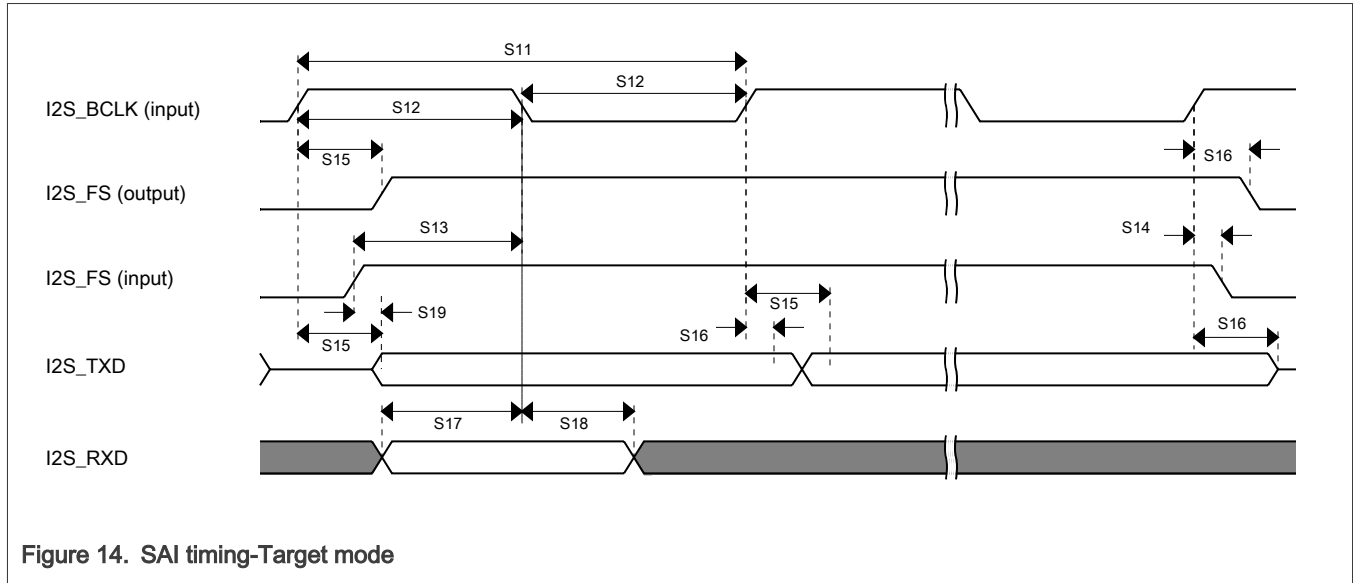 S11
S12
I2S_BCLK (input)
S12
S15
S16
I2S_FS (output)
S13
S14
I2S_FS (input)
S15
S19
S16
S16
S15
I2S_TXD
S17
S18
I2S_RXD
Figure 14. SAI timing-Target mode